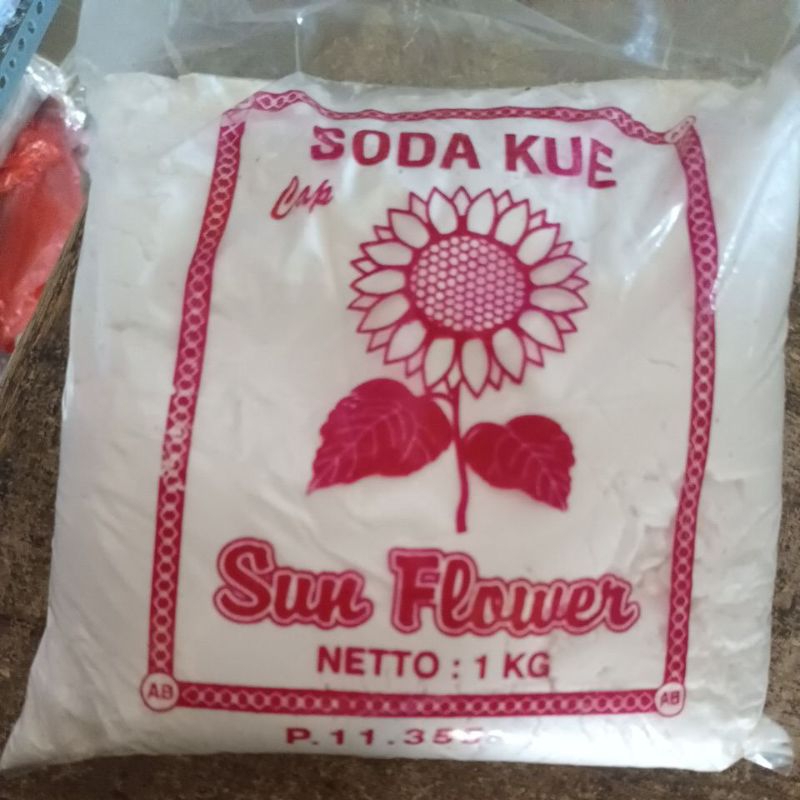 SODA KUE
Cap
Sun Flower
NETTO : 1 KG
AB
AB